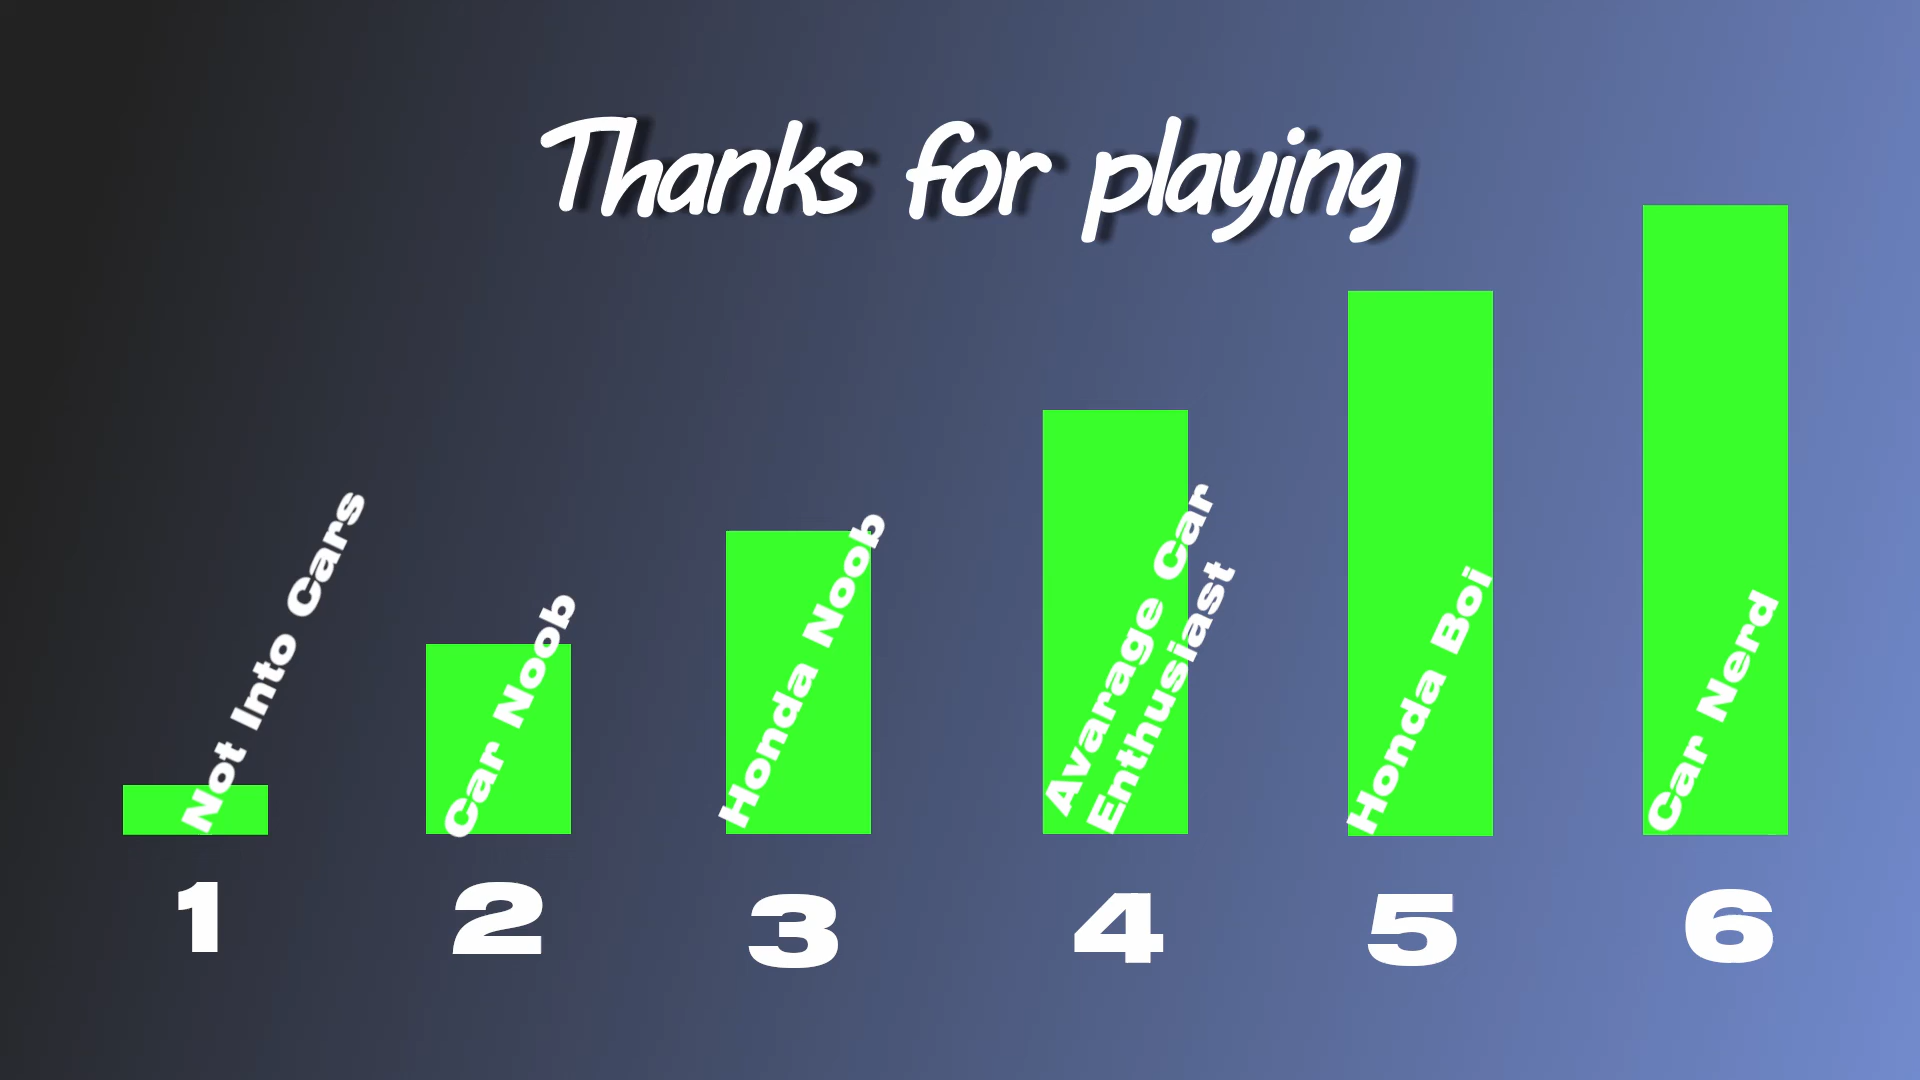 Thanks for playing
Not Into Cars
Car Noob
Honda Noob
Avarage Car
Enthusiast
Honda Boi
Car Nerd
1
2
3
4
5
6